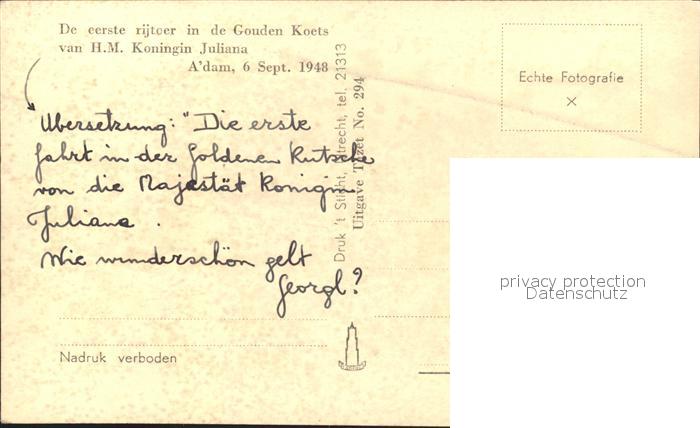 De eerste rijtoer in de Gouden Koets
van H.M. Koningin Juliana
A'dam, 6 Sept. 1948
Übersetzung: "Die erste
Fahrt in der Goldenen Kutsche
von die Majestät Königin
Juliana .
Wie wunderschön gelt
Georgl?
Nadruk verboden
Druk 't Sticht, Utrecht, tel. 21313
Uitgave No. 294
Echte Fotografie
×
privacy protection
Datenschutz